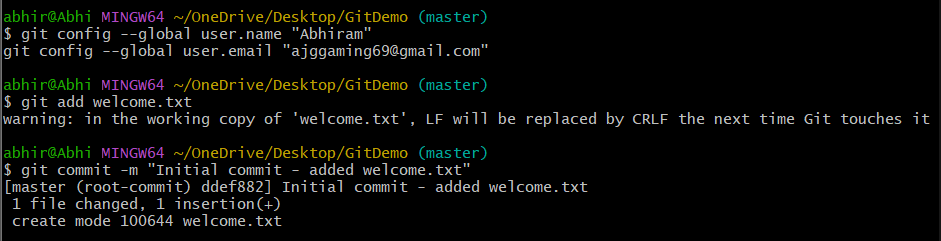 abhir@Abhi MINGW64 ~/OneDrive/Desktop/GitDemo (master)
$ git config --global user.name "Abhiram"
git config --global user.email "ajggaming69@gmail.com"
abhir@Abhi MINGW64 ~/OneDrive/Desktop/GitDemo (master)
$ git add welcome.txt
warning: in the working copy of 'welcome.txt', LF will be replaced by CRLF the next time Git touches it
abhir@Abhi MINGW64 ~/OneDrive/Desktop/GitDemo (master)
$ git commit -m "Initial commit - added welcome.txt"
[master (root-commit) ddef882] Initial commit - added welcome.txt
 1 file changed, 1 insertion(+)
 create mode 100644 welcome.txt